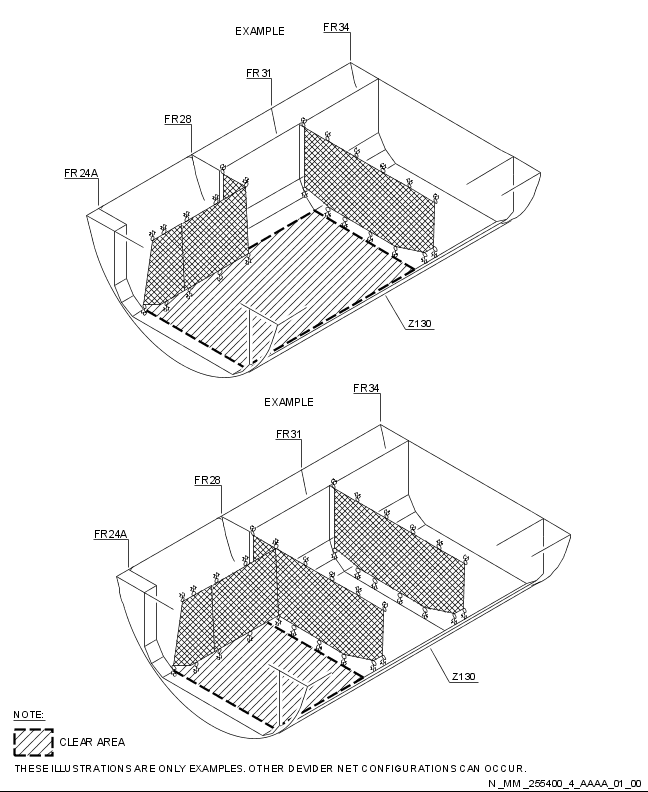 EXAMPLE
FR34
FR31
FR28
FR24A
Z130
EXAMPLE
FR34
FR31
FR28
FR24A
Z130
NOTE:
CLEAR AREA
THESE ILLUSTRATIONS ARE ONLY EXAMPLES. OTHER DEVIDER NET CONFIGURATIONS CAN OCCUR.
N_MM_255400_4_AAAA_01_00